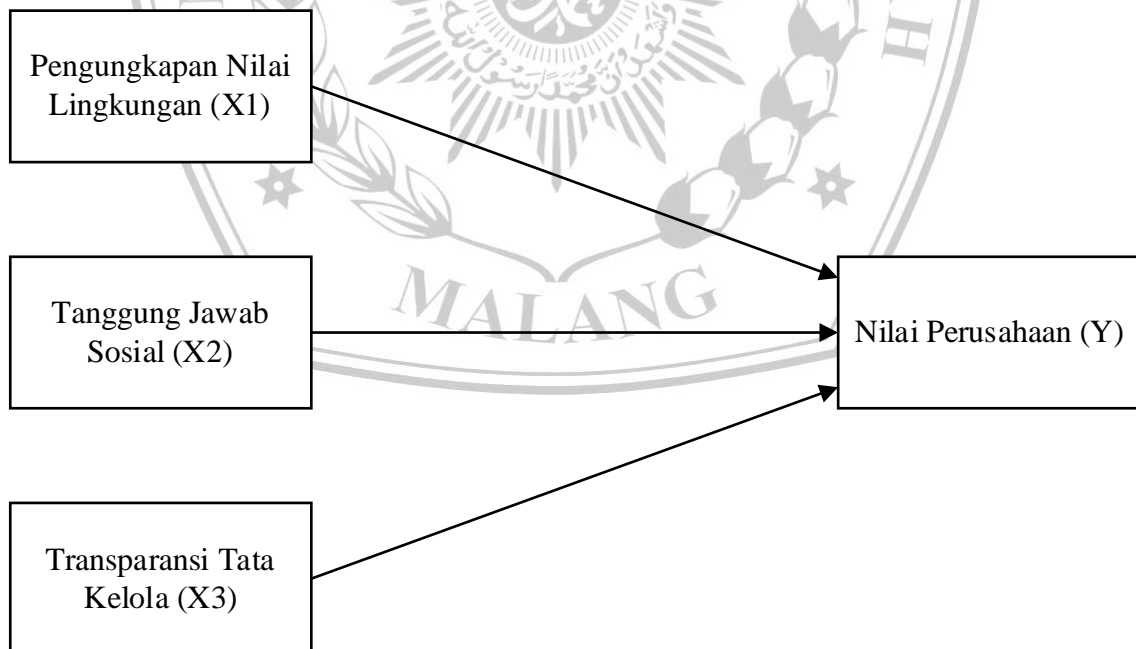 Pengungkapan Nilai
Lingkungan (X1)
Tanggung Jawab
Sosial (X2)
Nilai Perusahaan (Y)
Transparansi Tata
Kelola (X3)
MALANG
H